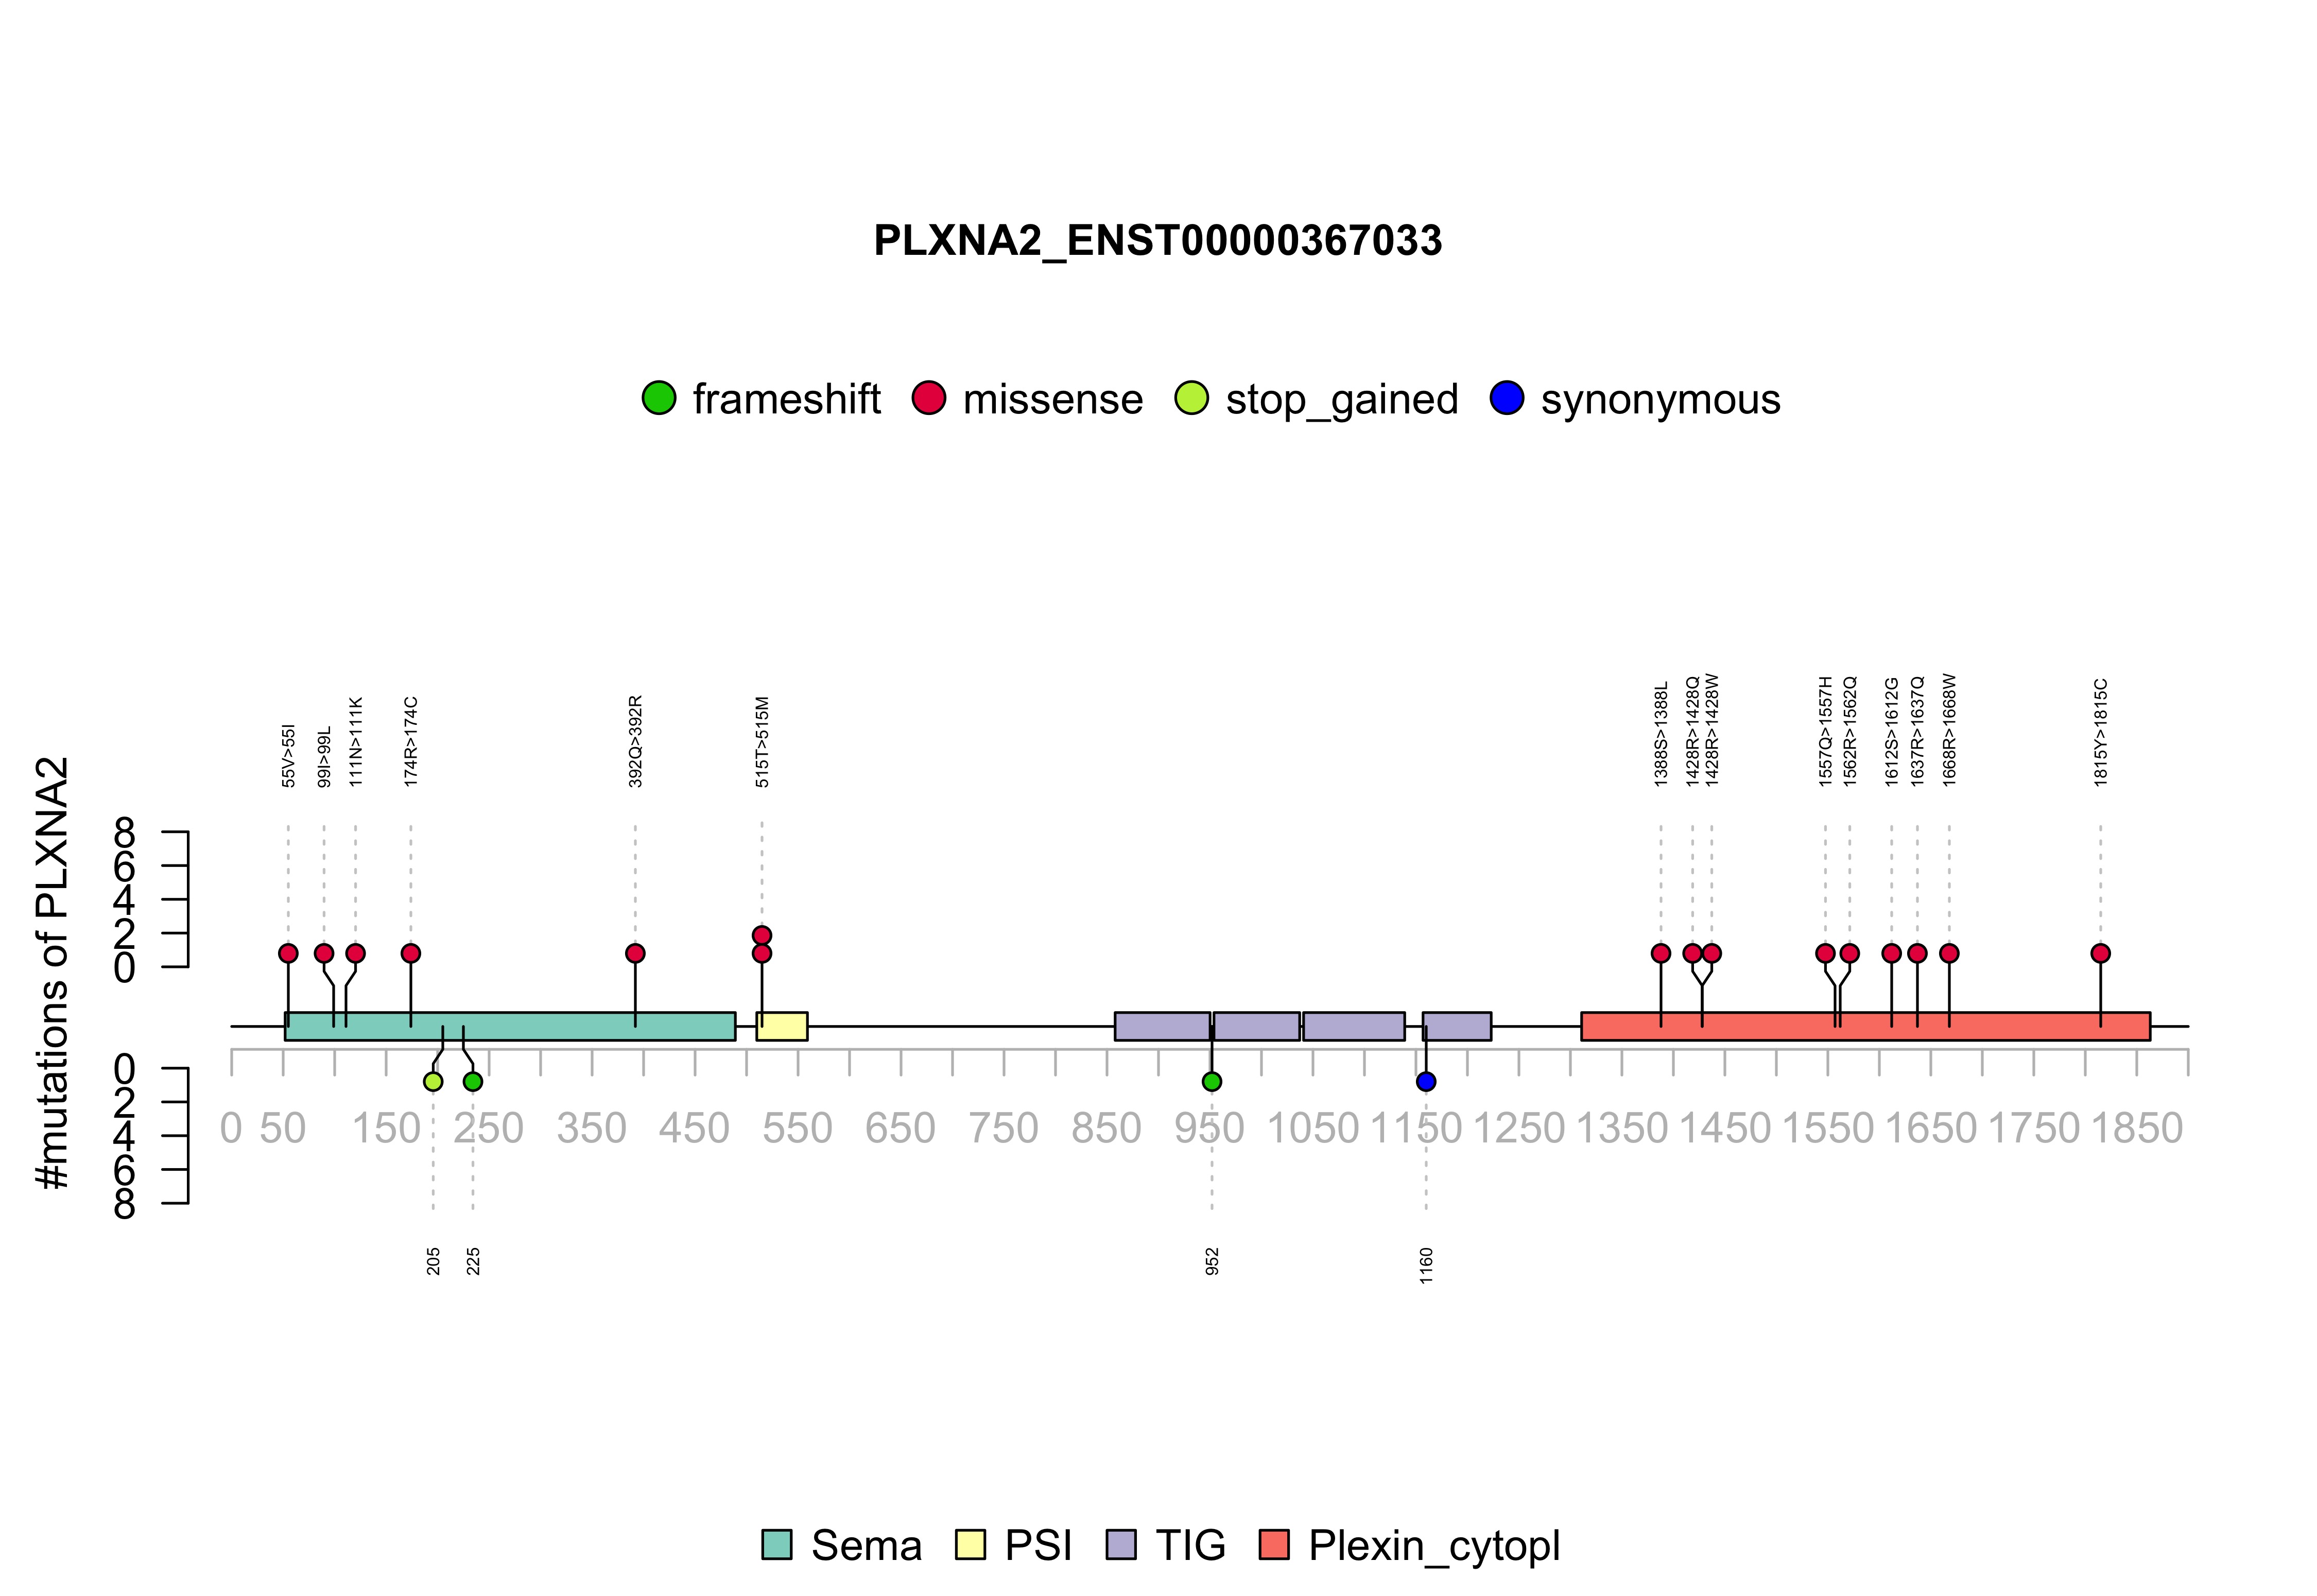 PLXNA2_ENST00000367033
frameshift missense stop_gained synonymous
55V>55I
99I>99L
111N>111K
174R>174C
392Q>392R
515T>515M
1388S>1388L
1428R>1428Q
1428R>1428W
1557Q>1557H
1562R>1562Q
1612S>1612G
1637R>1637Q
1668R>1668W
1815Y>1815C
#mutations of PLXNA2
8
6
4
2
0
0
2
4
6
8
0 50 150 250 350 450 550 650 750 850 950 1050 1150 1250 1350 1450 1550 1650 1750 1850
205
225
952
1160
Sema PSI TIG Plexin_cytopl